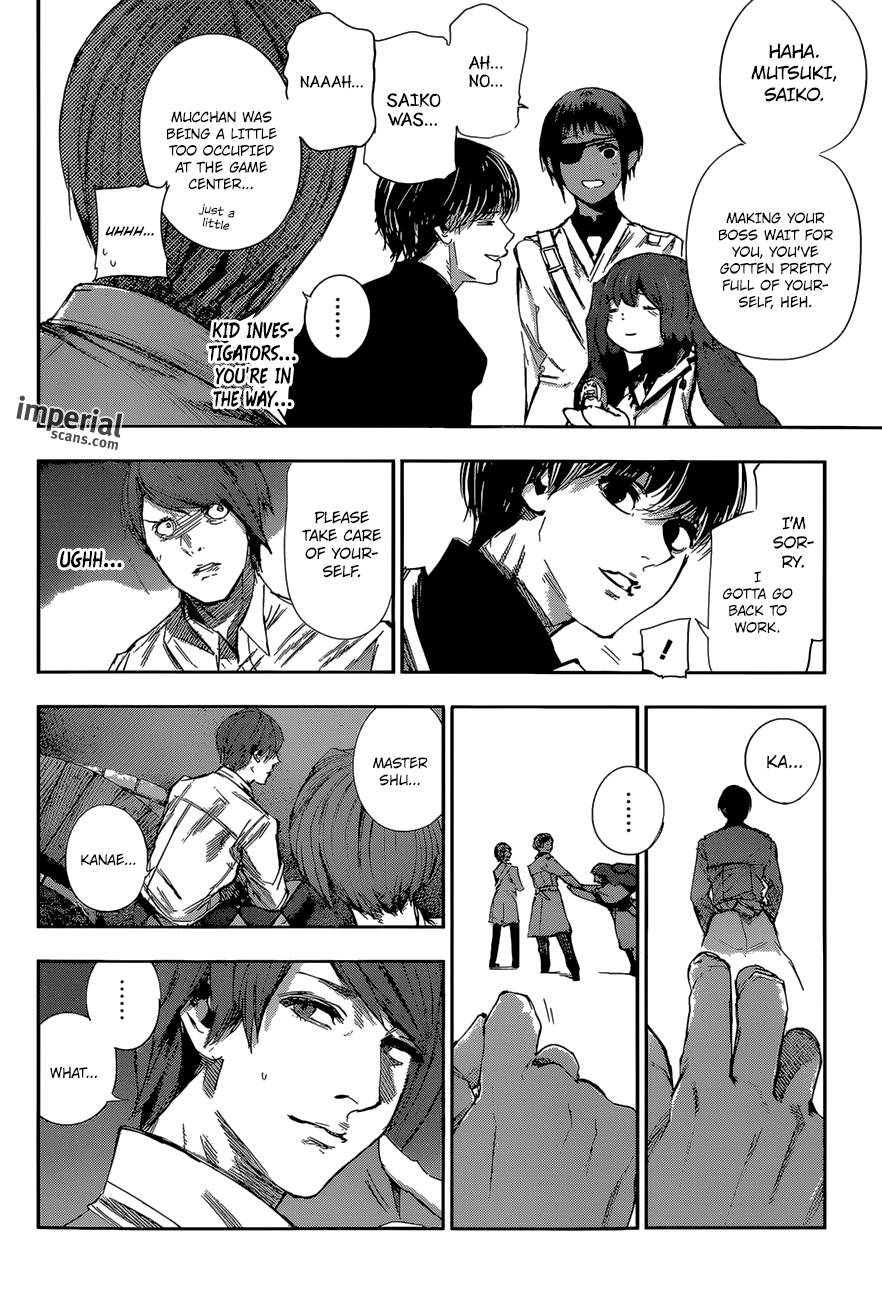 HAHA.
MUTSUKI,
SAIKO.
MAKING YOUR
BOSS WAIT FOR
YOU, YOU'VE
GOTTEN PRETTY
FULL OF YOUR-
SELF, HEH.
AH...
NO...
SAIKO
WAS...
NAAAH...
MUCCHAN WAS
BEING A LITTLE
TOO OCCUPIED
AT THE GAME
CENTER...
just a
little
UHHH...
......
KID INVES-
TIGATORS...
YOU'RE IN
THE WAY...
imperial
scans.com
I'M
SOR-
RY.
I
GOTTA GO
BACK TO
WORK.
!
PLEASE
TAKE CARE
OF YOUR-
SELF.
UGHH...
KA...
......
MASTER
SHU...
KANAE...
......
WHAT...